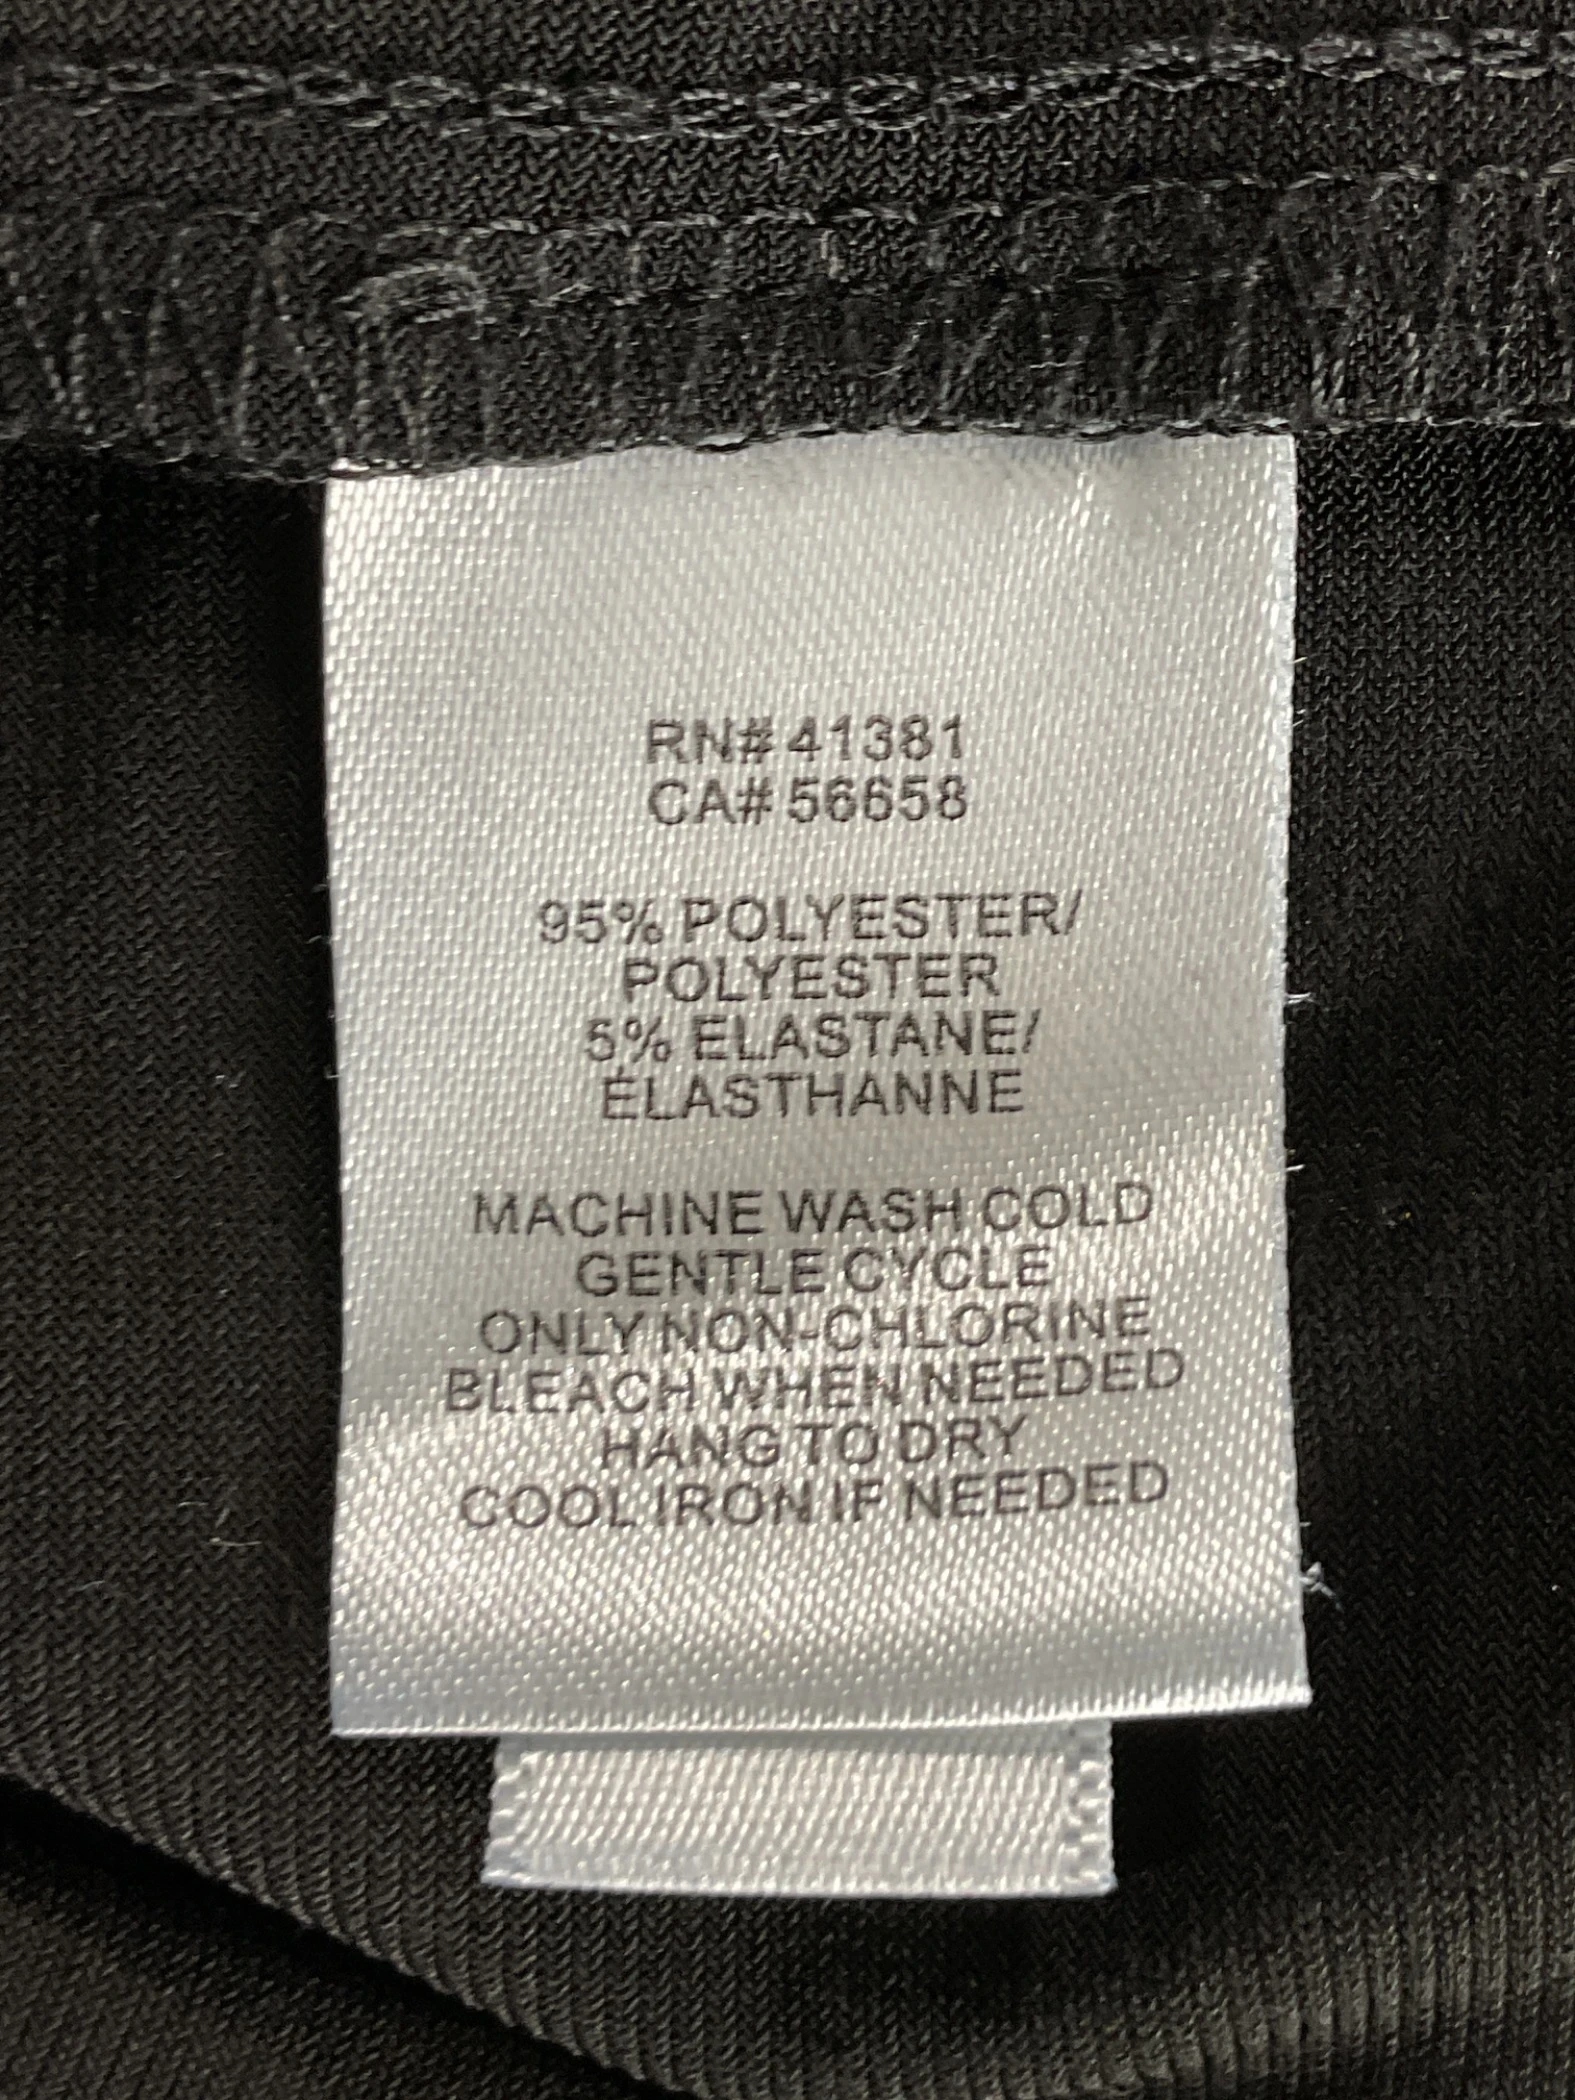 RN# 41381
CA# 56658
95% POLYESTER/
POLYESTER
5% ELASTANE/
ÉLASTHANNE
MACHINE WASH COLD
GENTLE CYCLE
ONLY NON-CHLORINE
BLEACH WHEN NEEDED
HANG TO DRY
COOL IRON IF NEEDED